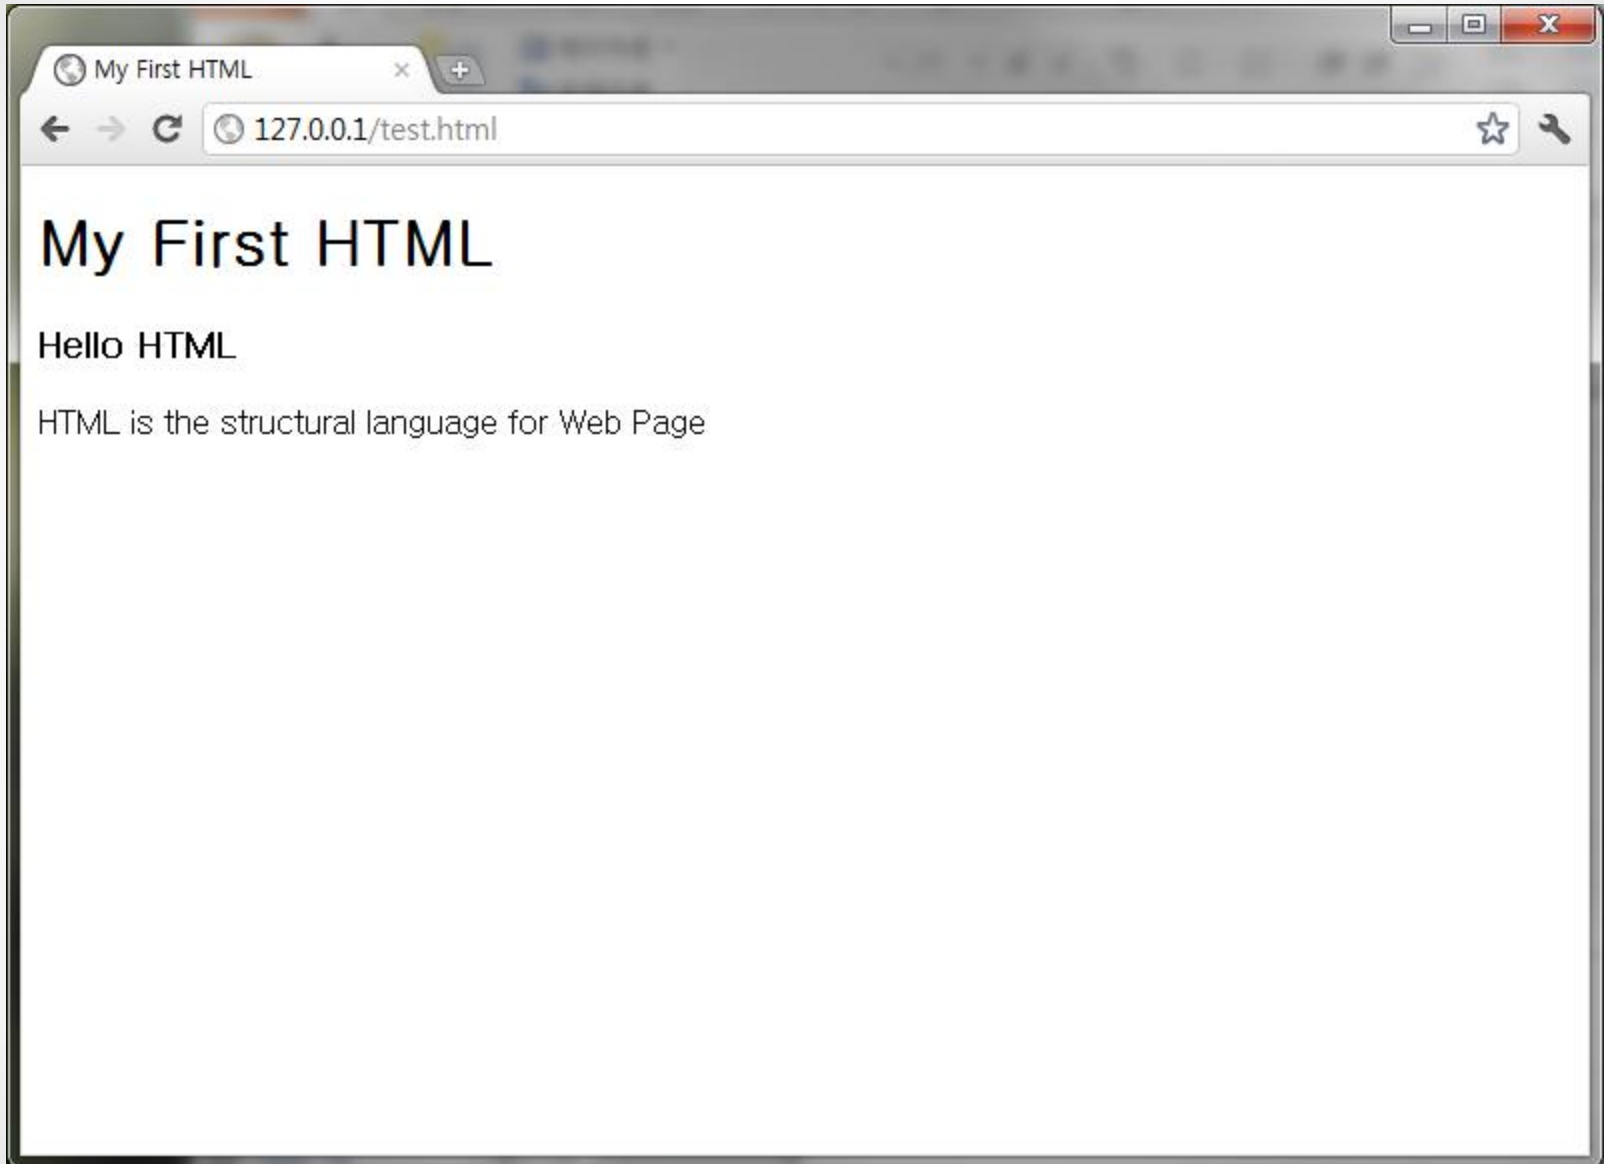 My First HTML
127.0.0.1/test.html
My First HTML
Hello HTML
HTML is the structural language for Web Page